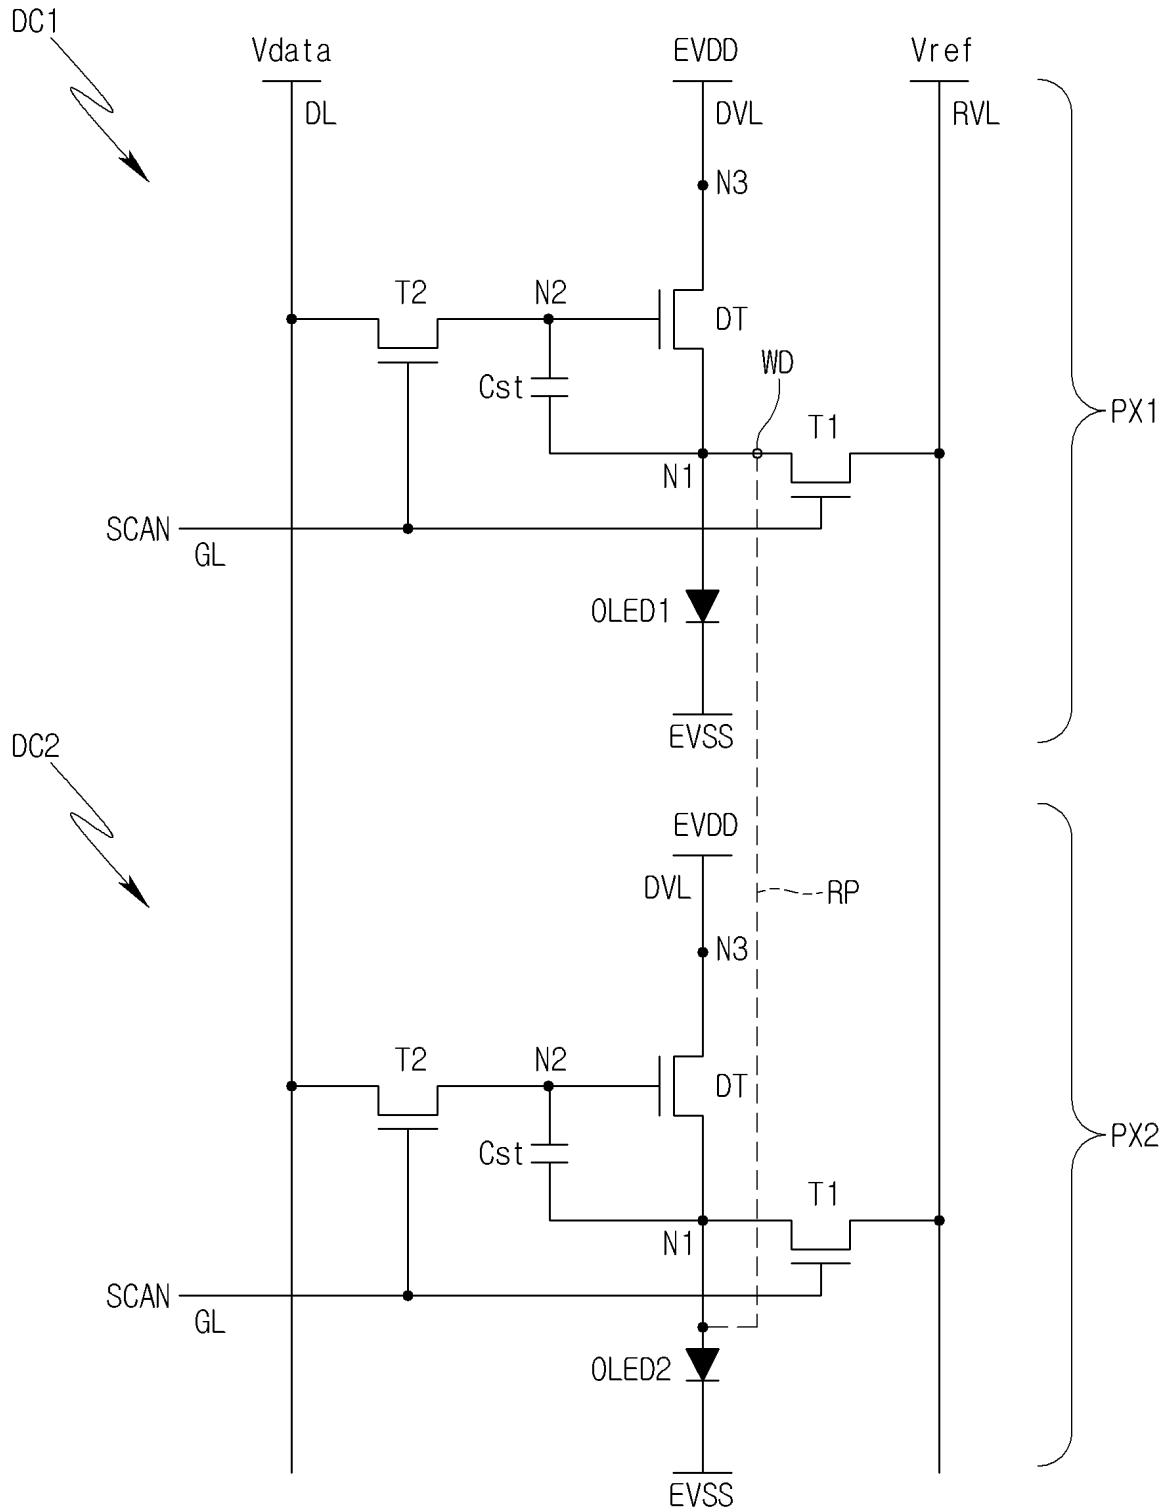 DC1
Vdata
EVDD
Vref
DL
DVL
RVL
N3
T2
N2
DT
WD
Cst
T1
PX1
N1
SCAN
GL
OLED1
EVSS
DC2
EVDD
DVL
RP
N3
T2
N2
DT
Cst
PX2
T1
N1
SCAN
GL
OLED2
EVSS